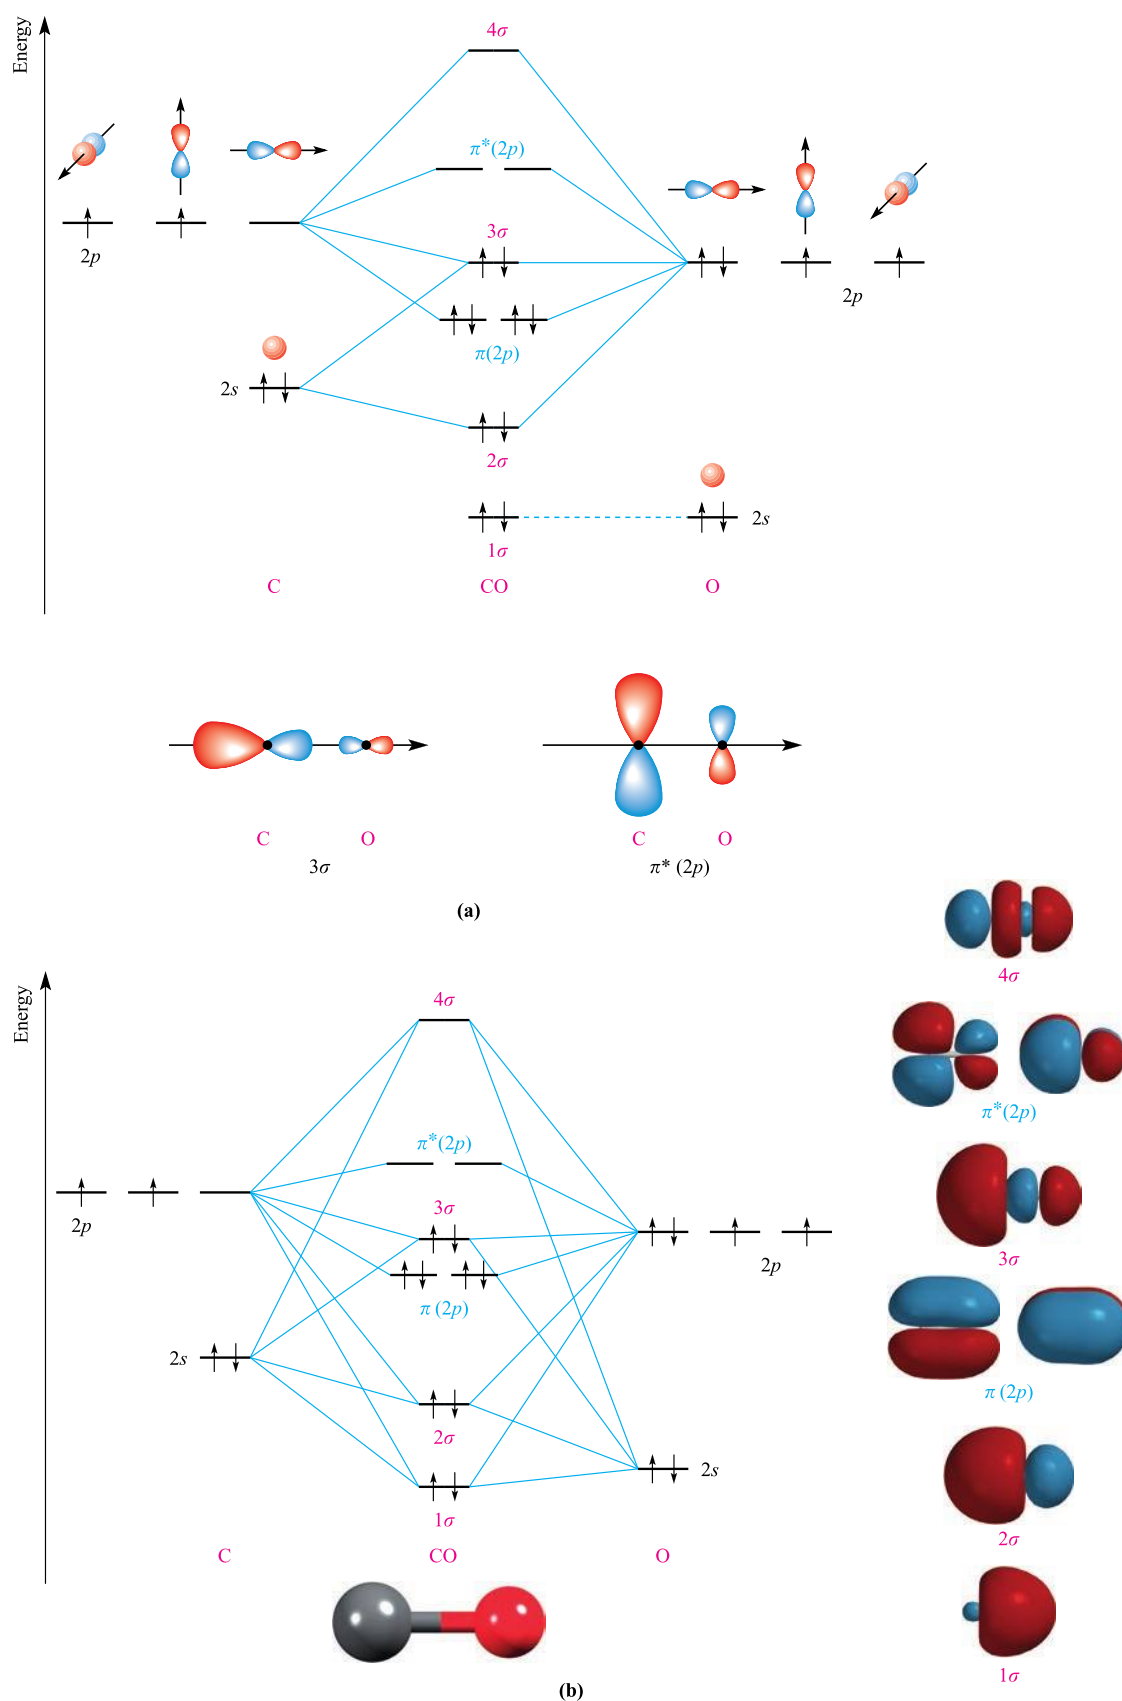 Energy
4σ
π*(2p)
3σ
2p
2p
π(2p)
2s
2σ
2s
1σ
C CO O
C O C O
3σ π* (2p)
(a)
4σ
Energy
4σ
π*(2p)
π*(2p)
3σ
2p
2p
3σ
π (2p)
2s
π (2p)
2σ
2s
1σ
2σ
C CO O
1σ
(b)